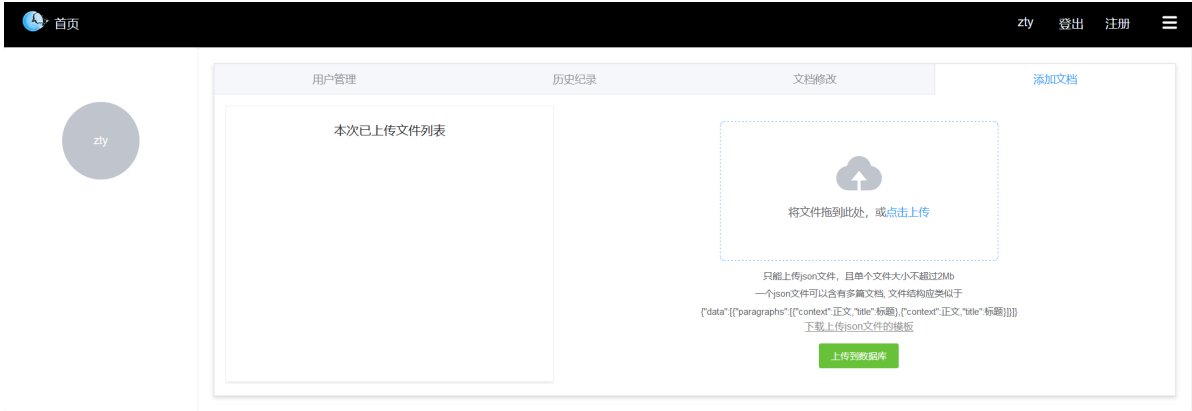 首页
zty 登出 注册
用户管理 历史纪录 文档修改 添加文档
zty
本次已上传文件列表
将文件拖到此处，或点击上传
只能上传json文件，且单个文件大小不超过2Mb
一个json文件可以含有多篇文档, 文件结构应类似于
{"data":[{"paragraphs":[{"context":正文,"title":标题},{"context":正文,"title":标题}]}]}
下载上传json文件的模板
上传到数据库